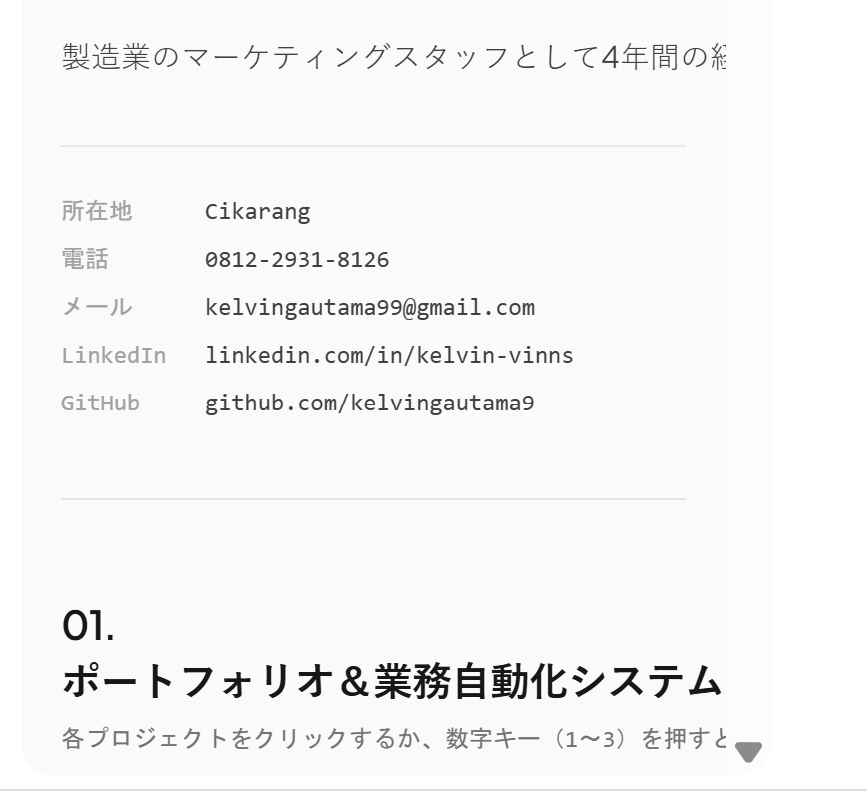 製造業のマーケティングスタッフとして4年間の
所在地 Cikarang
電話 0812-2931-8126
メール kelvingautama99@gmail.com
LinkedIn linkedin.com/in/kelvin-vinns
GitHub github.com/kelvingautama9
01.
ポートフォリオ&業務自動化システム
各プロジェクトをクリックするか、数字キー（1〜3）を押すと